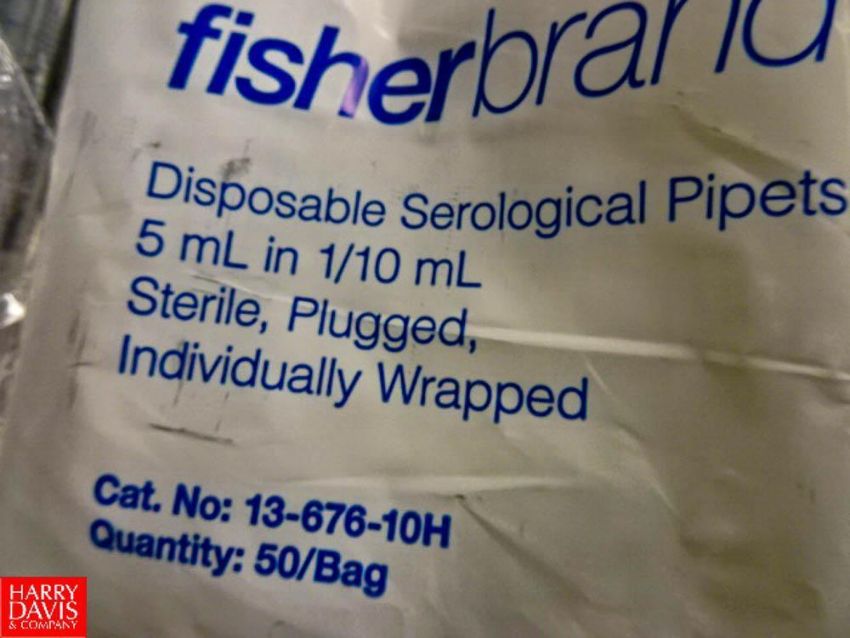 fisherbrand
Disposable Serological Pipets
5 mL in 1/10 mL
Sterile, Plugged,
Individually Wrapped
Cat. No: 13-676-10H
Quantity: 50/Bag
HARRY
DAVIS
& COMPANY